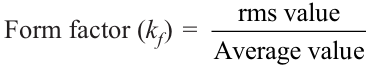 Form factor (k_f) = rms value / Average value